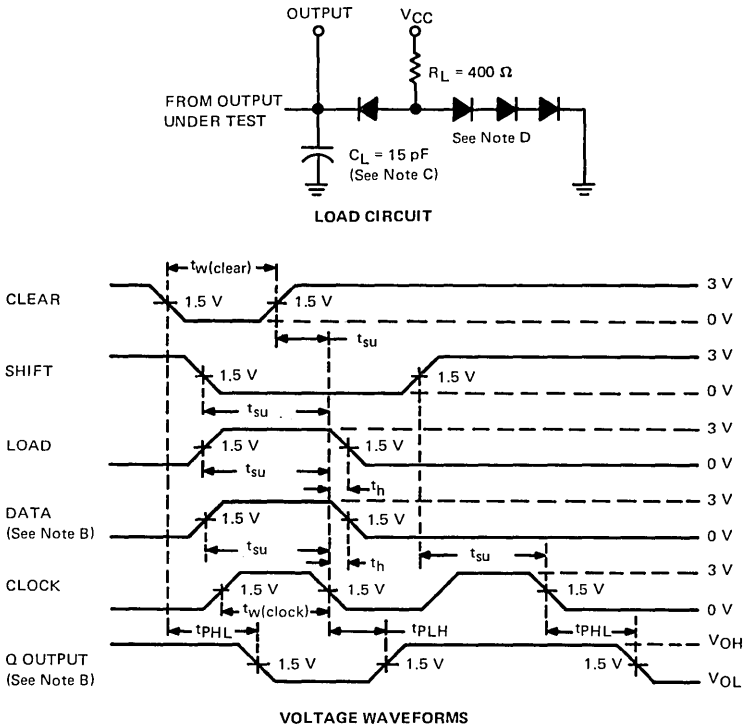 OUTPUT
VCC
RL = 400 Ω
FROM OUTPUT
UNDER TEST
See Note D
CL = 15 pF
(See Note C)
LOAD CIRCUIT
tw(clear)
CLEAR
1.5 V
1.5 V
3 V
0 V
tsu
SHIFT
1.5 V
1.5 V
3 V
0 V
tsu
LOAD
1.5 V
1.5 V
3 V
0 V
tsu
th
DATA
(See Note B)
1.5 V
1.5 V
3 V
0 V
tsu
th
tsu
CLOCK
1.5 V
1.5 V
1.5 V
3 V
0 V
tw(clock)
tPHL
tPLH
tPHL
Q OUTPUT
(See Note B)
1.5 V
1.5 V
1.5 V
VOH
VOL
VOLTAGE WAVEFORMS